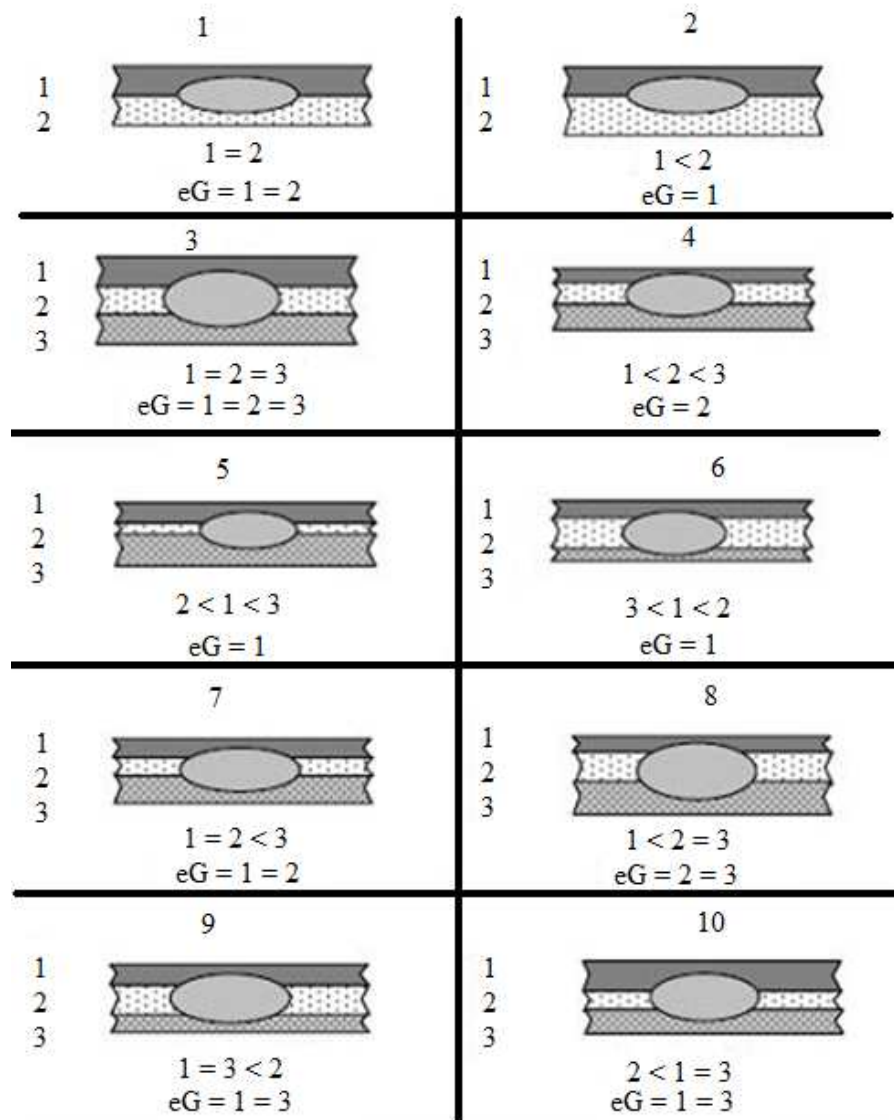 1
1
2
1 = 2
eG = 1 = 2
2
1
2
1 < 2
eG = 1
3
1
2
3
1 = 2 = 3
eG = 1 = 2 = 3
4
1
2
3
1 < 2 < 3
eG = 2
5
1
2
3
2 < 1 < 3
eG = 1
6
1
2
3
3 < 1 < 2
eG = 1
7
1
2
3
1 = 2 < 3
eG = 1 = 2
8
1
2
3
1 < 2 = 3
eG = 2 = 3
9
1
2
3
1 = 3 < 2
eG = 1 = 3
10
1
2
3
2 < 1 = 3
eG = 1 = 3